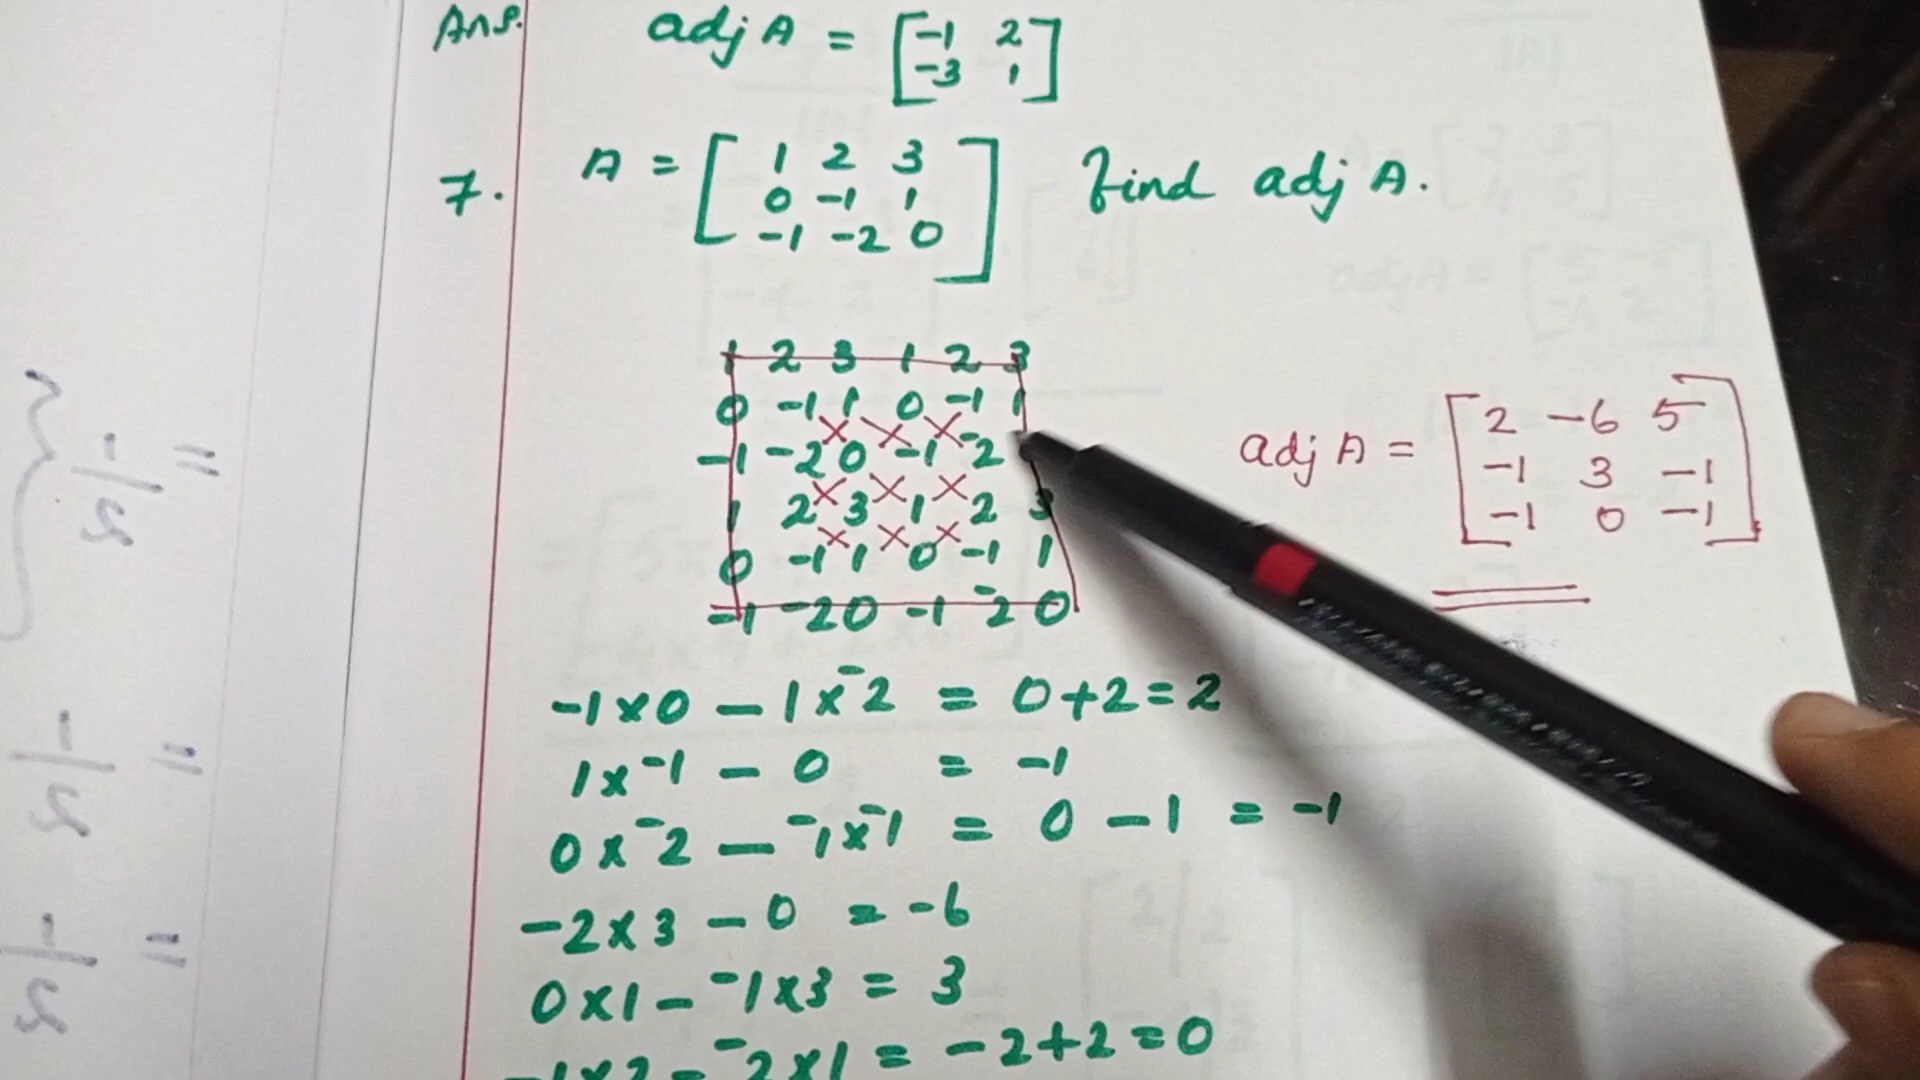 Ans. adj A = [-1 2
-3 1]
7. A = [1 2 3
0 -1 1
-1 -2 0] Find adj A.
1 2 3 1 2 3
0 -1 1 0 -1 1
-1 -2 0 -1 -2
1 2 3 1 2 3
0 -1 1 0 -1 1
-1 -2 0 -1 -2 0
adj A = [2 -6 5
-1 3 -1
-1 0 -1]
-1 x 0 - 1 x -2 = 0 + 2 = 2
1 x -1 - 0 = -1
0 x -2 - -1 x -1 = 0 - 1 = -1
-2 x 3 - 0 = -6
0 x 1 - -1 x 3 = 3
-1 x 2 - -2 x 1 = -2 + 2 = 0